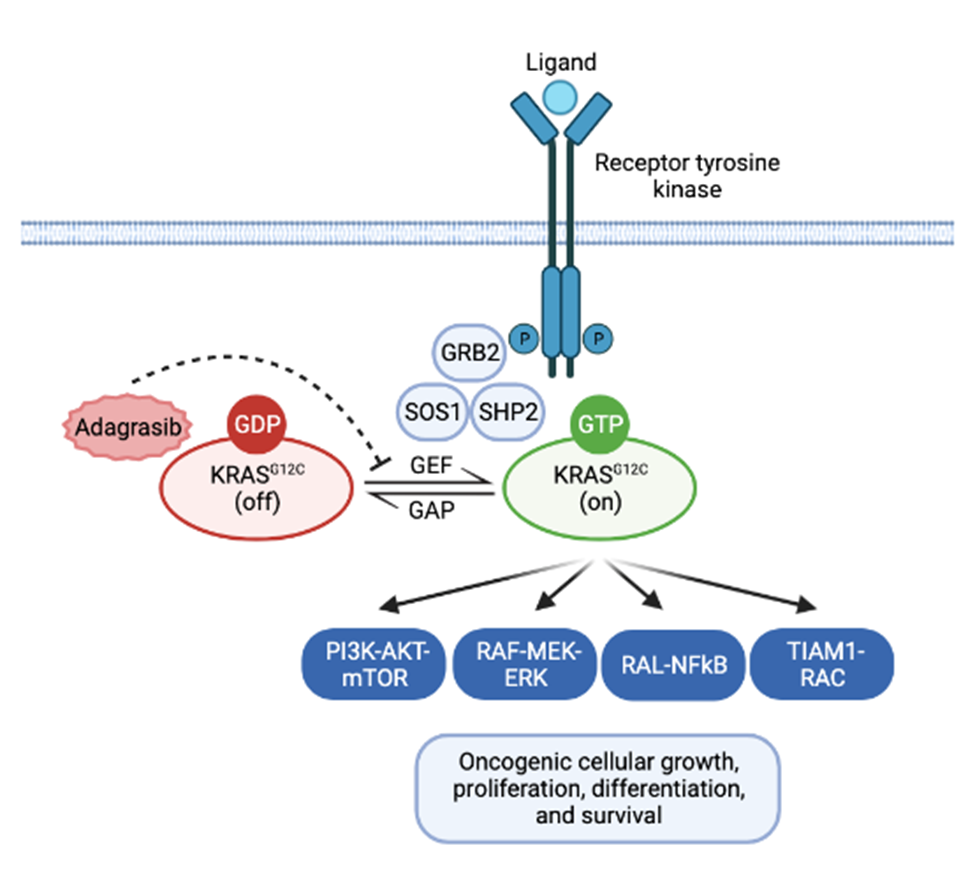 Ligand
Receptor tyrosine
kinase
P
P
GRB2
SOS1
SHP2
Adagrasib
GDP
KRASᴳ¹²ᶜ
(off)
GEF
GAP
GTP
KRASᴳ¹²ᶜ
(on)
PI3K-AKT-
mTOR
RAF-MEK-
ERK
RAL-NFkB
TIAM1-
RAC
Oncogenic cellular growth,
proliferation, differentiation,
and survival